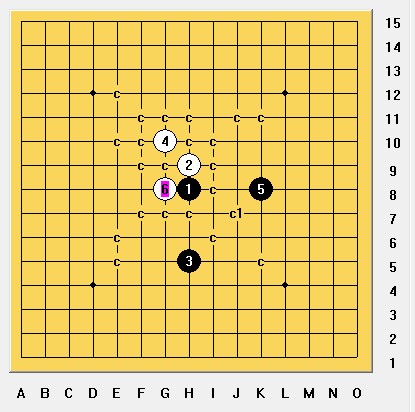 15
14
13
c 12
c c c c c 11
c c 4 c c 10
c c 2 c 9
6 1 c 5 8
c c c c1 7
c c 6
c 3 c 5
4
3
2
1
A B C D E F G H I J K L M N O